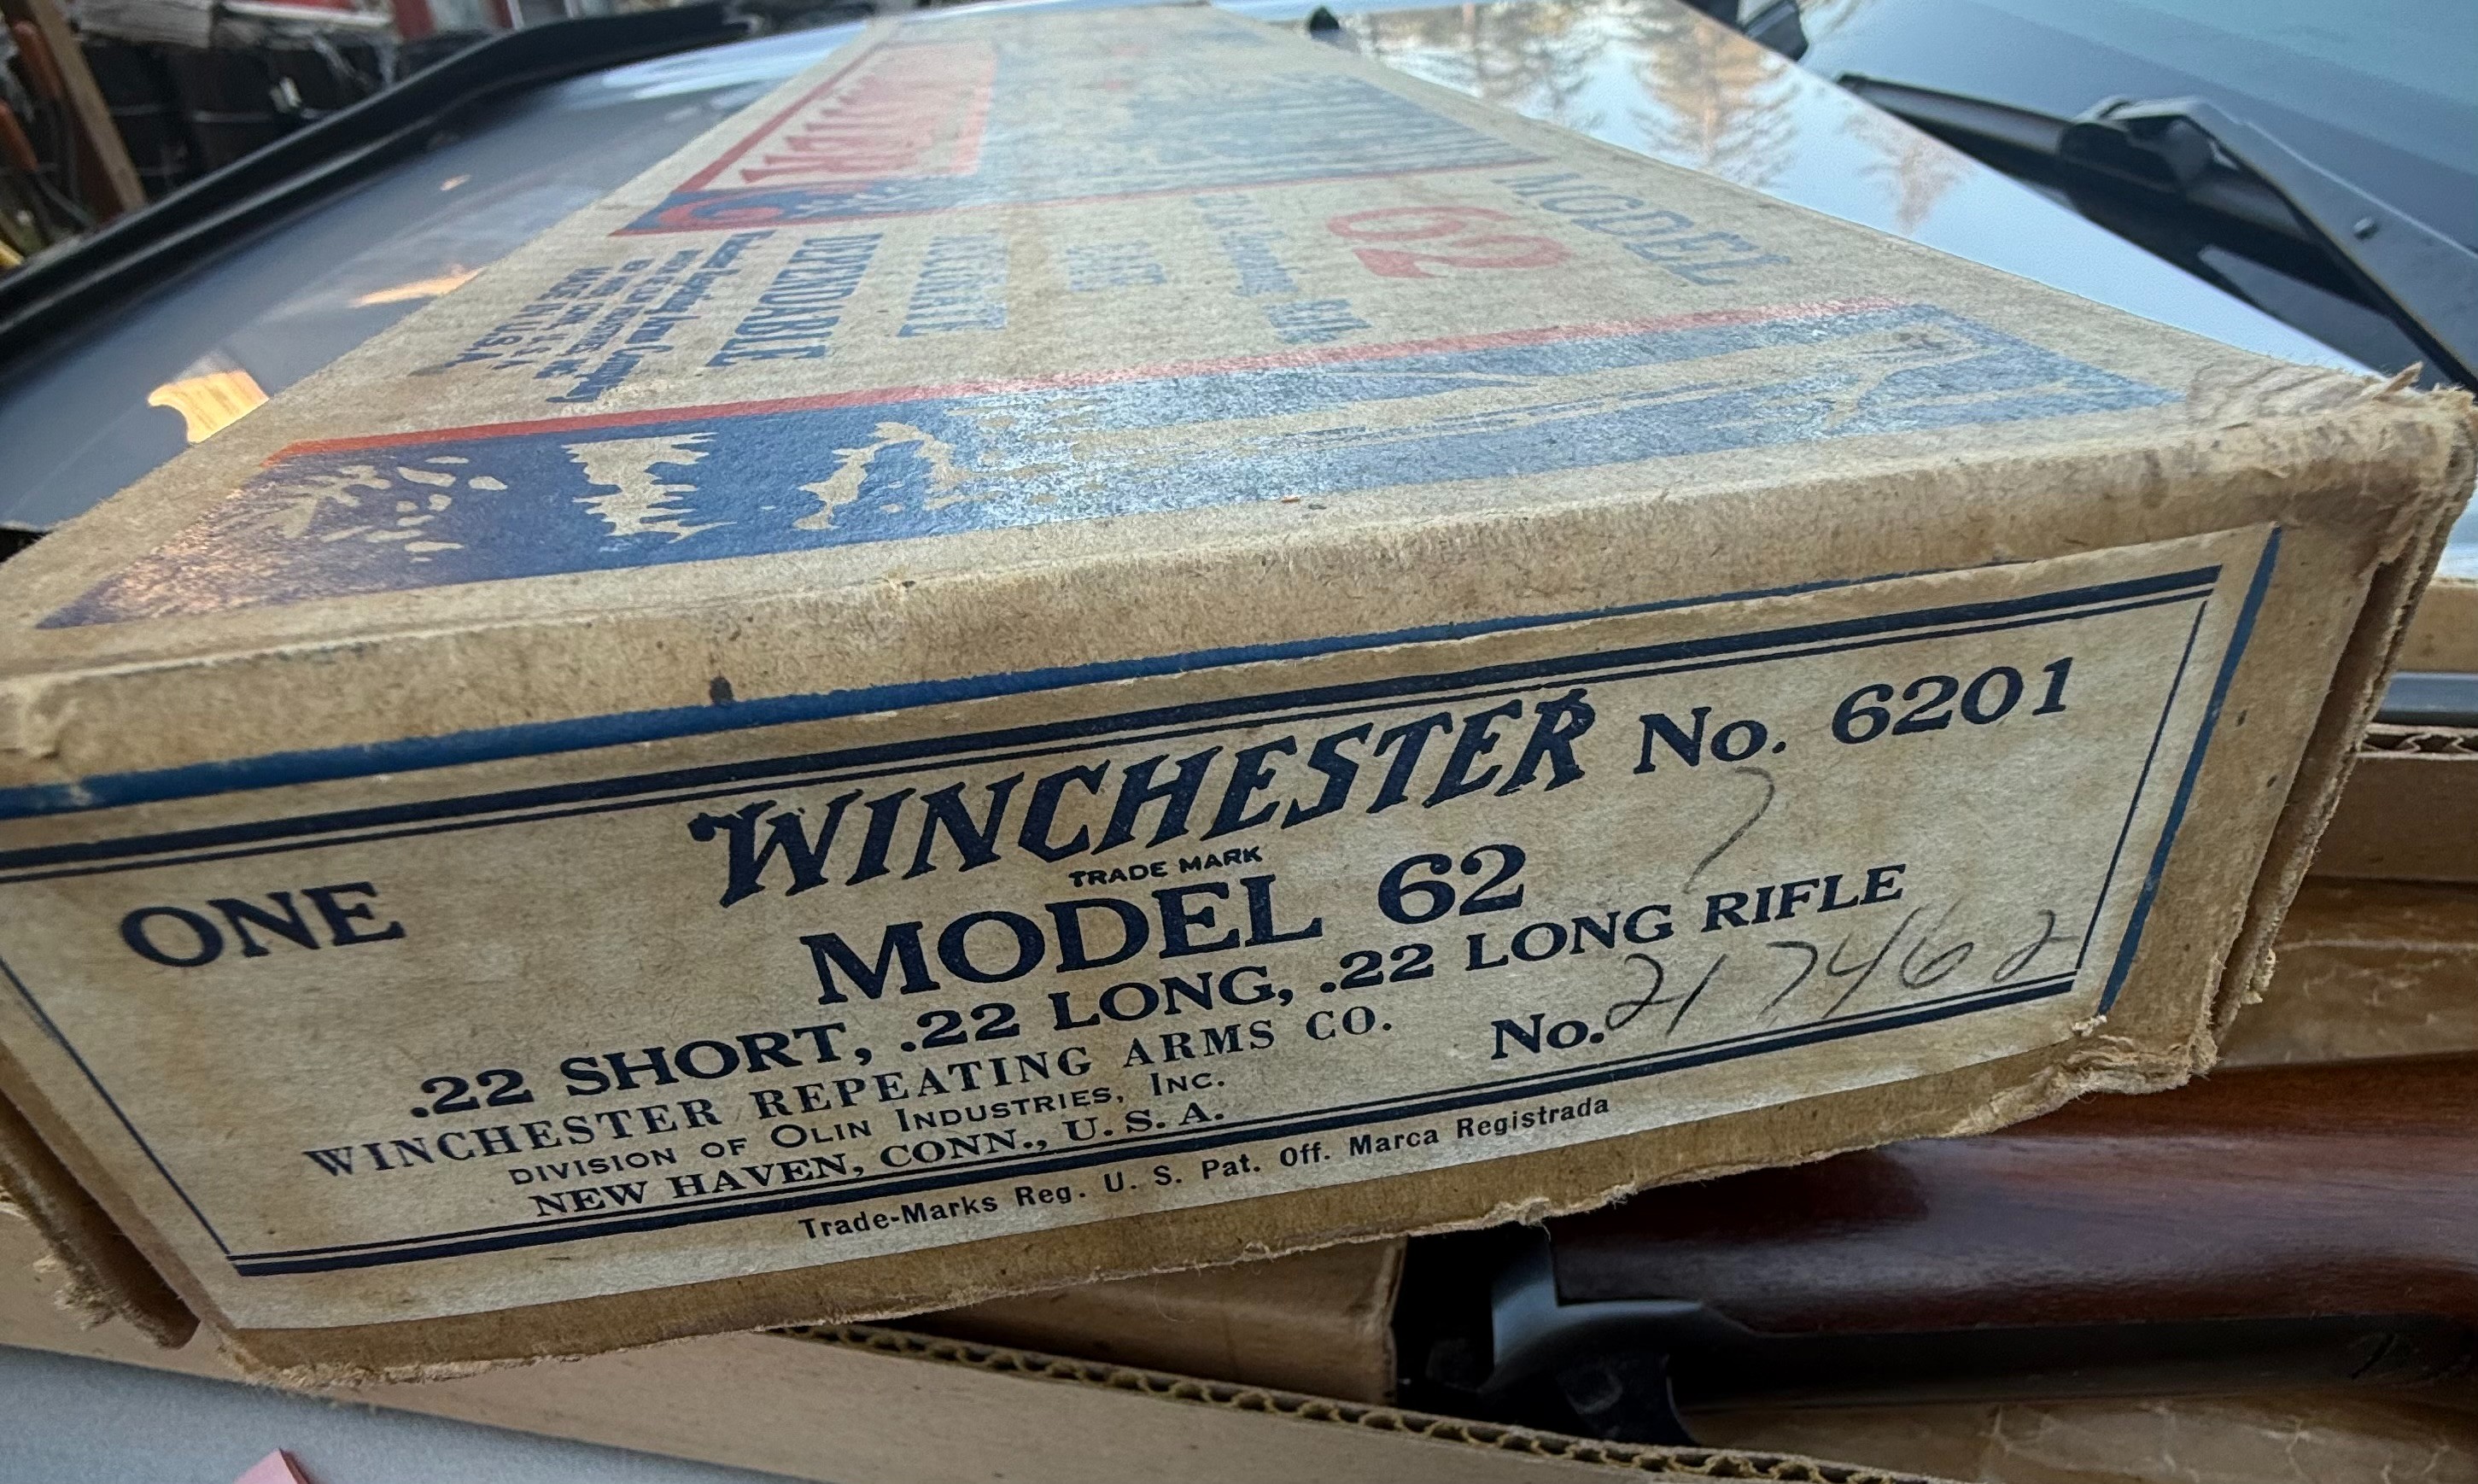 MODEL
62
DEPENDABLE
MADE IN U.S.A.
WINCHESTER No. 6201
TRADE MARK
ONE
MODEL 62
.22 SHORT, .22 LONG, .22 LONG RIFLE
WINCHESTER REPEATING ARMS CO.
No. 217462
DIVISION OF OLIN INDUSTRIES, INC.
NEW HAVEN, CONN., U. S. A.
Trade-Marks Reg. U. S. Pat. Off. Marca Registrada